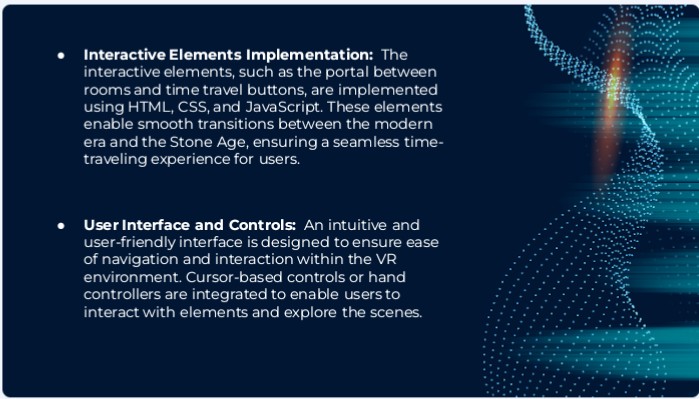 ● Interactive Elements Implementation: The
interactive elements, such as the portal between
rooms and time travel buttons, are implemented
using HTML, CSS, and JavaScript. These elements
enable smooth transitions between the modern
era and the Stone Age, ensuring a seamless time-
traveling experience for users.
● User Interface and Controls: An intuitive and
user-friendly interface is designed to ensure ease
of navigation and interaction within the VR
environment. Cursor-based controls or hand
controllers are integrated to enable users to
interact with elements and explore the scenes.